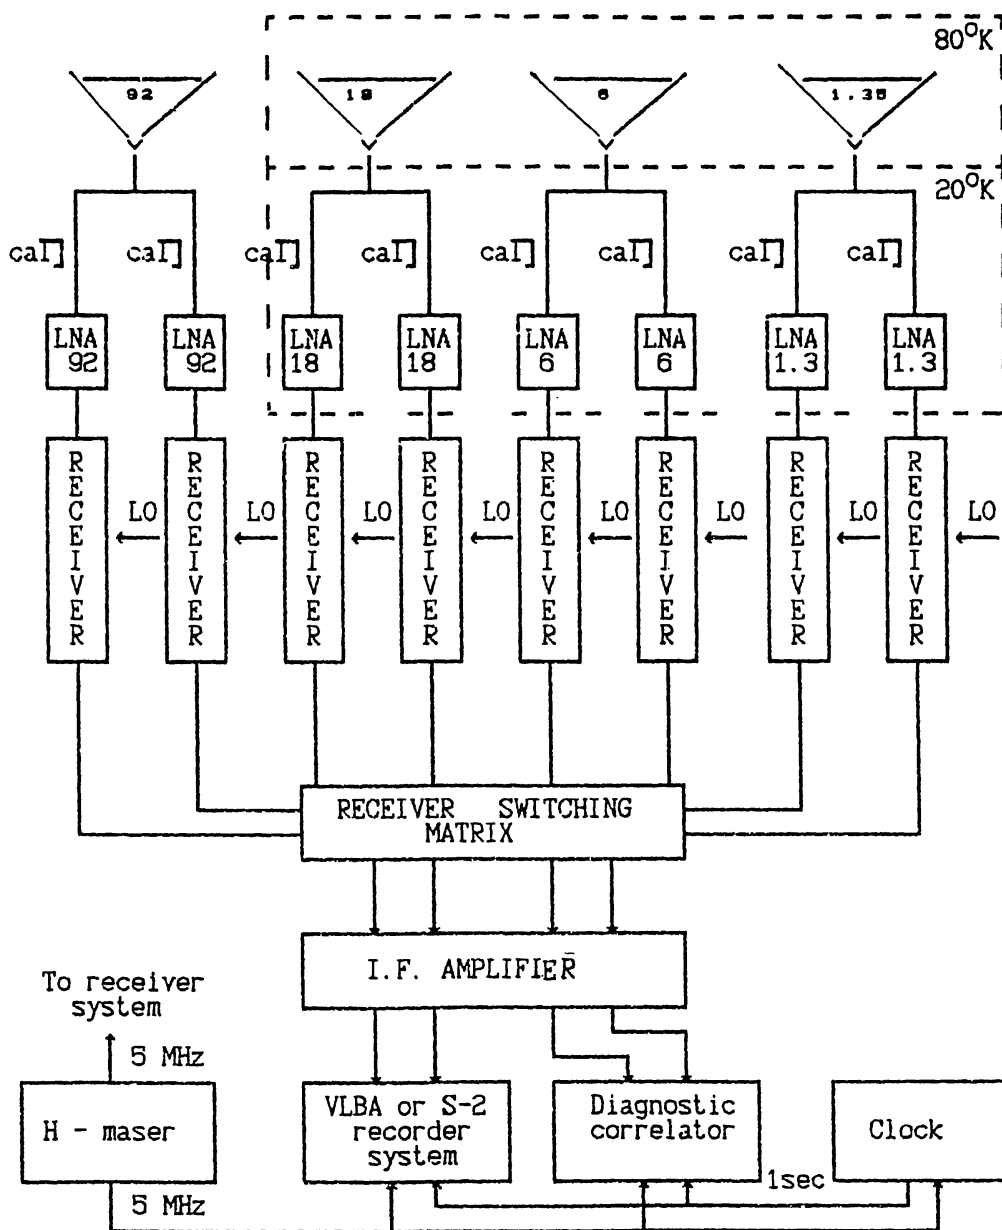 80°K
92
18
6
1.35
20°K
cal cal cal cal cal cal cal cal
LNA 92
LNA 92
LNA 18
LNA 18
LNA 6
LNA 6
LNA 1.3
LNA 1.3
RECEIVER
LO
RECEIVER
LO
RECEIVER
LO
RECEIVER
LO
RECEIVER
LO
RECEIVER
LO
RECEIVER
LO
RECEIVER
LO
RECEIVER SWITCHING
MATRIX
I.F. AMPLIFIER
To receiver
system
5 MHz
H - maser
VLBA or S-2
recorder
system
Diagnostic
correlator
Clock
1sec
5 MHz